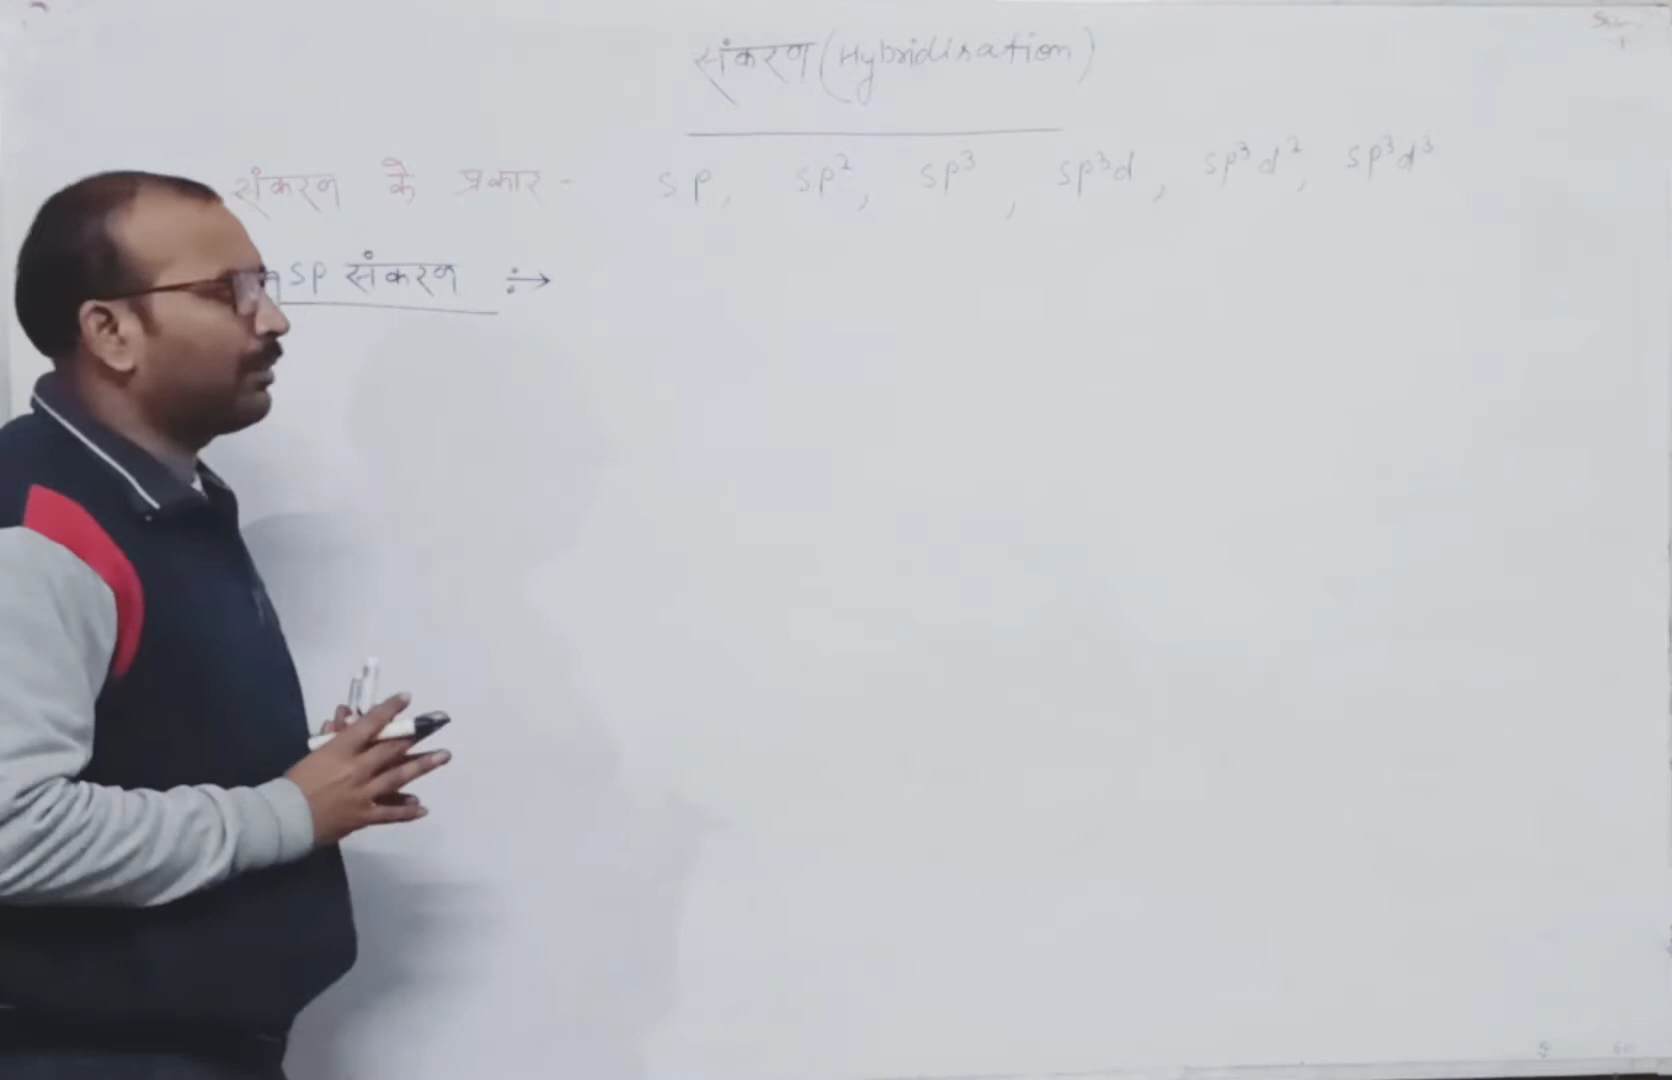 संकरण (Hybridisation)
संकरण के प्रकार - sp, sp², sp³, sp³d, sp³d², sp³d³
sp संकरण ÷→